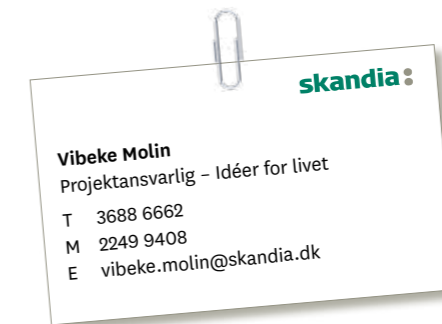 skandia:
Vibeke Molin
Projektansvarlig – Idéer for livet
T 3688 6662
M 2249 9408
E vibeke.molin@skandia.dk